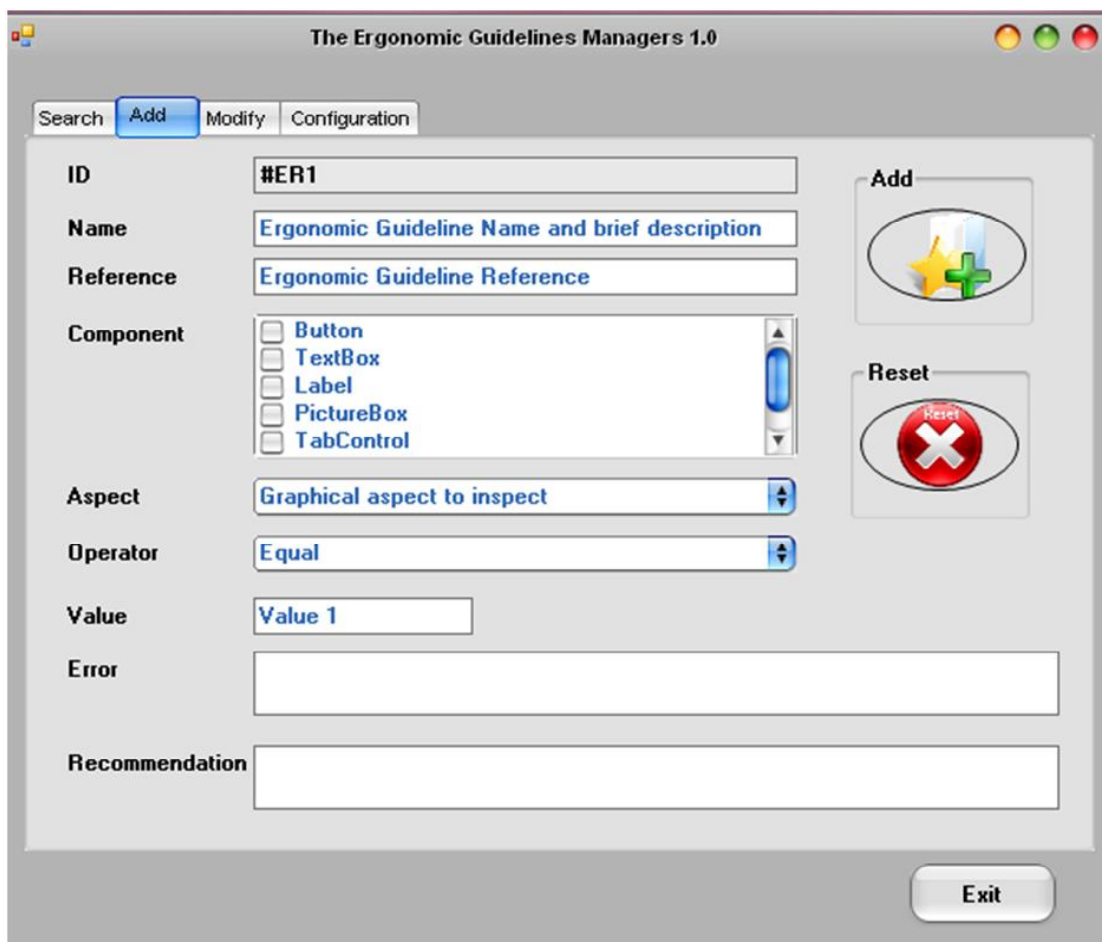 The Ergonomic Guidelines Managers 1.0
Search Add Modify Configuration
ID #ER1
Add
Name Ergonomic Guideline Name and brief description
Reference Ergonomic Guideline Reference
Component
Button
TextBox
Label
PictureBox
TabControl
Reset
Reset
Aspect Graphical aspect to inspect
Operator Equal
Value Value 1
Error
Recommendation
Exit